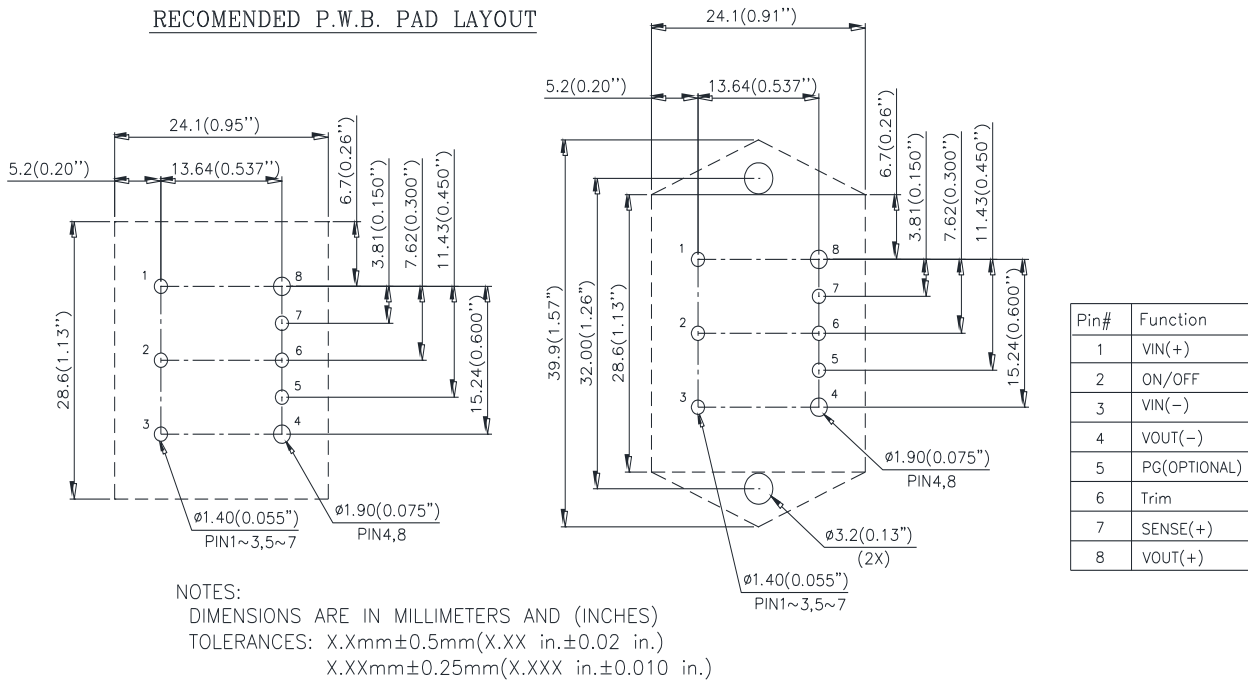 RECOMENDED P.W.B. PAD LAYOUT
24.1(0.95’’)
5.2(0.20’’)
13.64(0.537’’)
6.7(0.26’’)
3.81(0.150’’)
7.62(0.300’’)
11.43(0.450’’)
15.24(0.600’’)
28.6(1.13’’)
1
2
3
8
7
6
5
4
ø1.40(0.055”)
PIN1~3,5~7
ø1.90(0.075”)
PIN4,8
24.1(0.91’’)
5.2(0.20’’)
13.64(0.537’’)
6.7(0.26’’)
3.81(0.150’’)
7.62(0.300’’)
11.43(0.450’’)
15.24(0.600’’)
39.9(1.57”)
32.00(1.26”)
28.6(1.13’’)
1
2
3
8
7
6
5
4
ø1.90(0.075”)
PIN4,8
ø3.2(0.13”)
(2X)
ø1.40(0.055”)
PIN1~3,5~7
Pin# Function
1 VIN(+)
2 ON/OFF
3 VIN(−)
4 VOUT(−)
5 PG(OPTIONAL)
6 Trim
7 SENSE(+)
8 VOUT(+)
NOTES:
DIMENSIONS ARE IN MILLIMETERS AND (INCHES)
TOLERANCES: X.Xmm±0.5mm(X.XX in.±0.02 in.)
X.XXmm±0.25mm(X.XXX in.±0.010 in.)